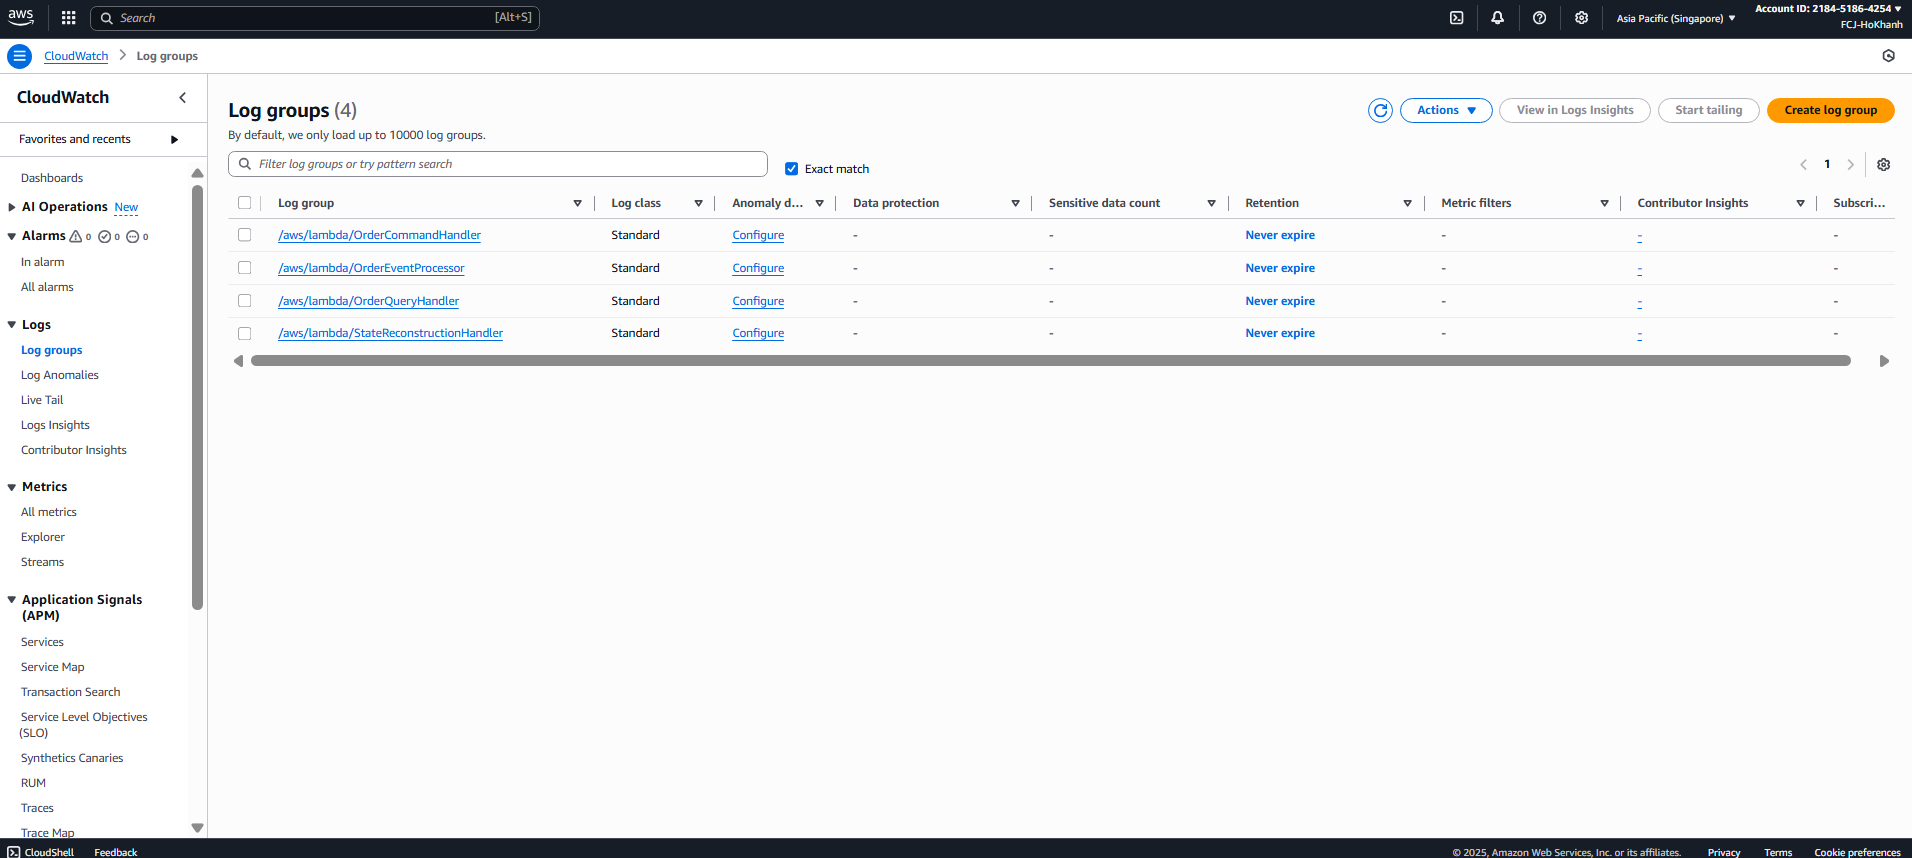 aws
Search [Alt+S]
Asia Pacific (Singapore)
Account ID: 2184-5186-4254
FCJ-HoKhanh
CloudWatch > Log groups
CloudWatch
Favorites and recents
Dashboards
AI Operations New
Alarms 0 0 0
In alarm
All alarms
Logs
Log groups
Log Anomalies
Live Tail
Logs Insights
Contributor Insights
Metrics
All metrics
Explorer
Streams
Application Signals
(APM)
Services
Service Map
Transaction Search
Service Level Objectives
(SLO)
Synthetics Canaries
RUM
Traces
Trace Map
Log groups (4)
Actions
View in Logs Insights
Start tailing
Create log group
By default, we only load up to 10000 log groups.
Filter log groups or try pattern search
Exact match
1
Log group Log class Anomaly d... Data protection Sensitive data count Retention Metric filters Contributor Insights Subscri...
/aws/lambda/OrderCommandHandler Standard Configure - - Never expire - - -
/aws/lambda/OrderEventProcessor Standard Configure - - Never expire - - -
/aws/lambda/OrderQueryHandler Standard Configure - - Never expire - - -
/aws/lambda/StateReconstructionHandler Standard Configure - - Never expire - - -
CloudShell Feedback © 2025, Amazon Web Services, Inc. or its affiliates. Privacy Terms Cookie preferences